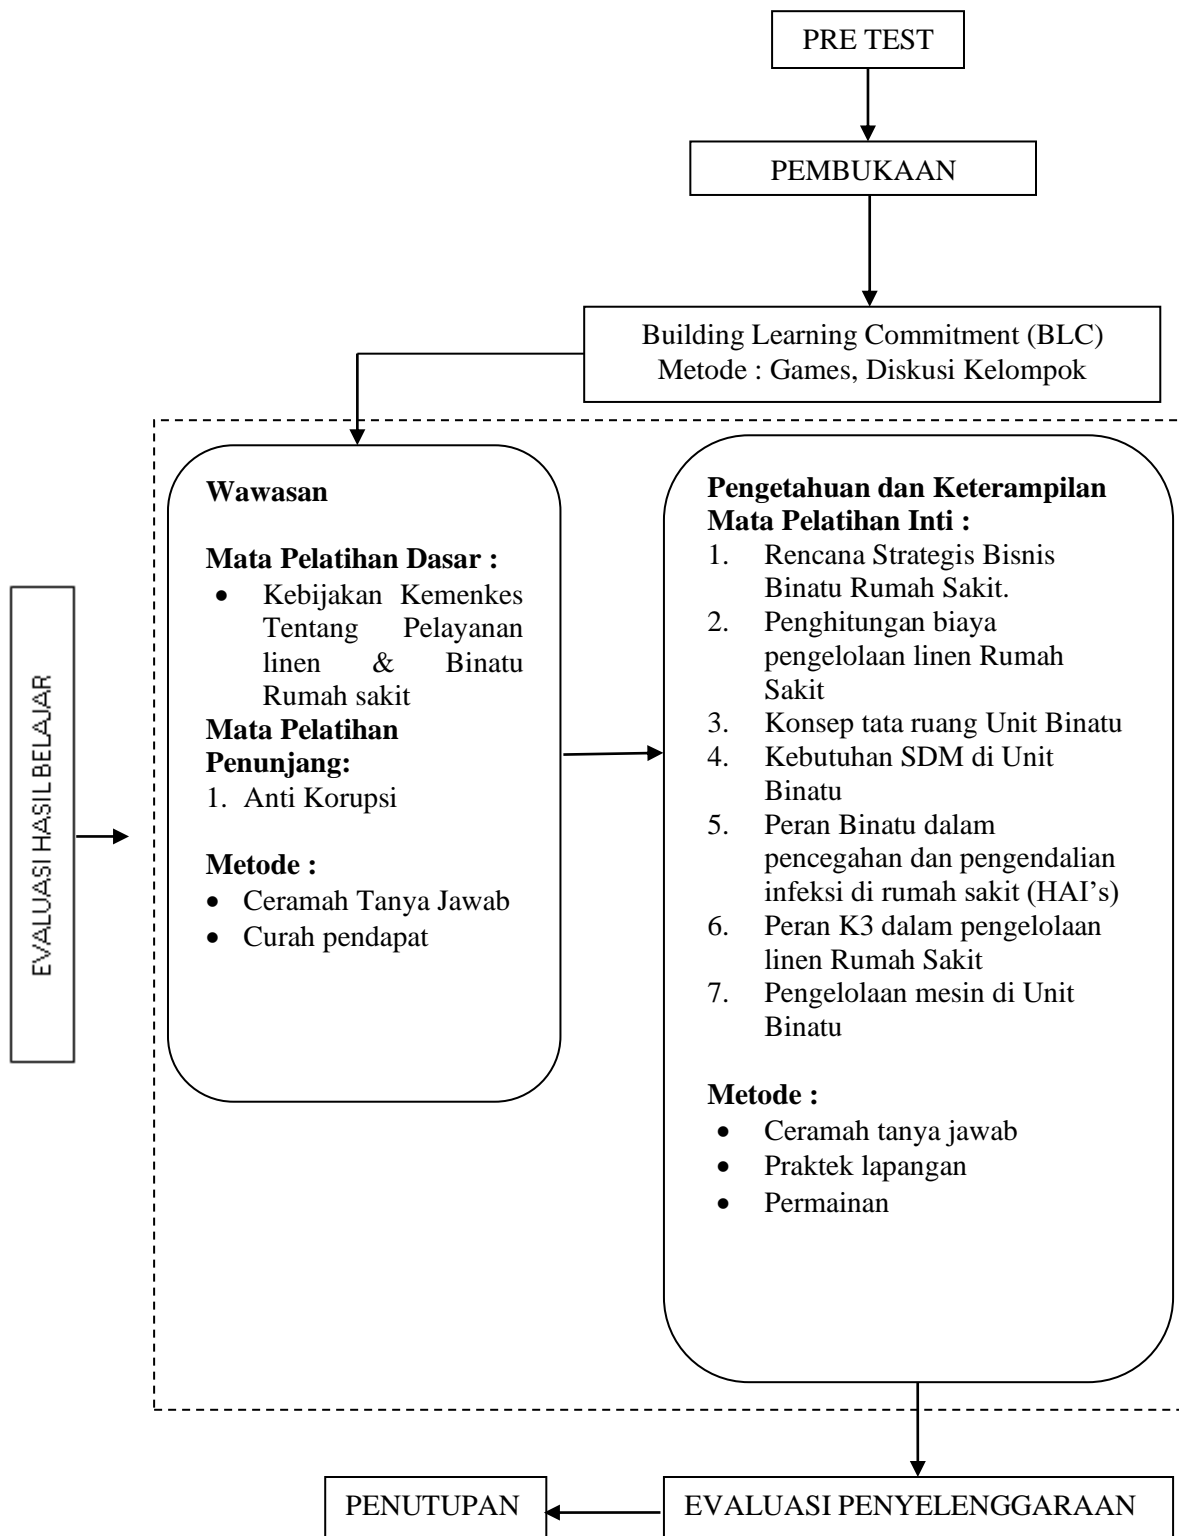 PRE TEST
PEMBUKAAN
Building Learning Commitment (BLC)
Metode : Games, Diskusi Kelompok
EVALUASI HASIL BELAJAR
Wawasan
Mata Pelatihan Dasar :
• Kebijakan Kemenkes
Tentang Pelayanan
linen & Binatu
Rumah sakit
Mata Pelatihan
Penunjang:
1. Anti Korupsi
Metode :
• Ceramah Tanya Jawab
• Curah pendapat
Pengetahuan dan Keterampilan
Mata Pelatihan Inti :
1. Rencana Strategis Bisnis
Binatu Rumah Sakit.
2. Penghitungan biaya
pengelolaan linen Rumah
Sakit
3. Konsep tata ruang Unit Binatu
4. Kebutuhan SDM di Unit
Binatu
5. Peran Binatu dalam
pencegahan dan pengendalian
infeksi di rumah sakit (HAI's)
6. Peran K3 dalam pengelolaan
linen Rumah Sakit
7. Pengelolaan mesin di Unit
Binatu
Metode :
• Ceramah tanya jawab
• Praktek lapangan
• Permainan
EVALUASI PENYELENGGARAAN
PENUTUPAN